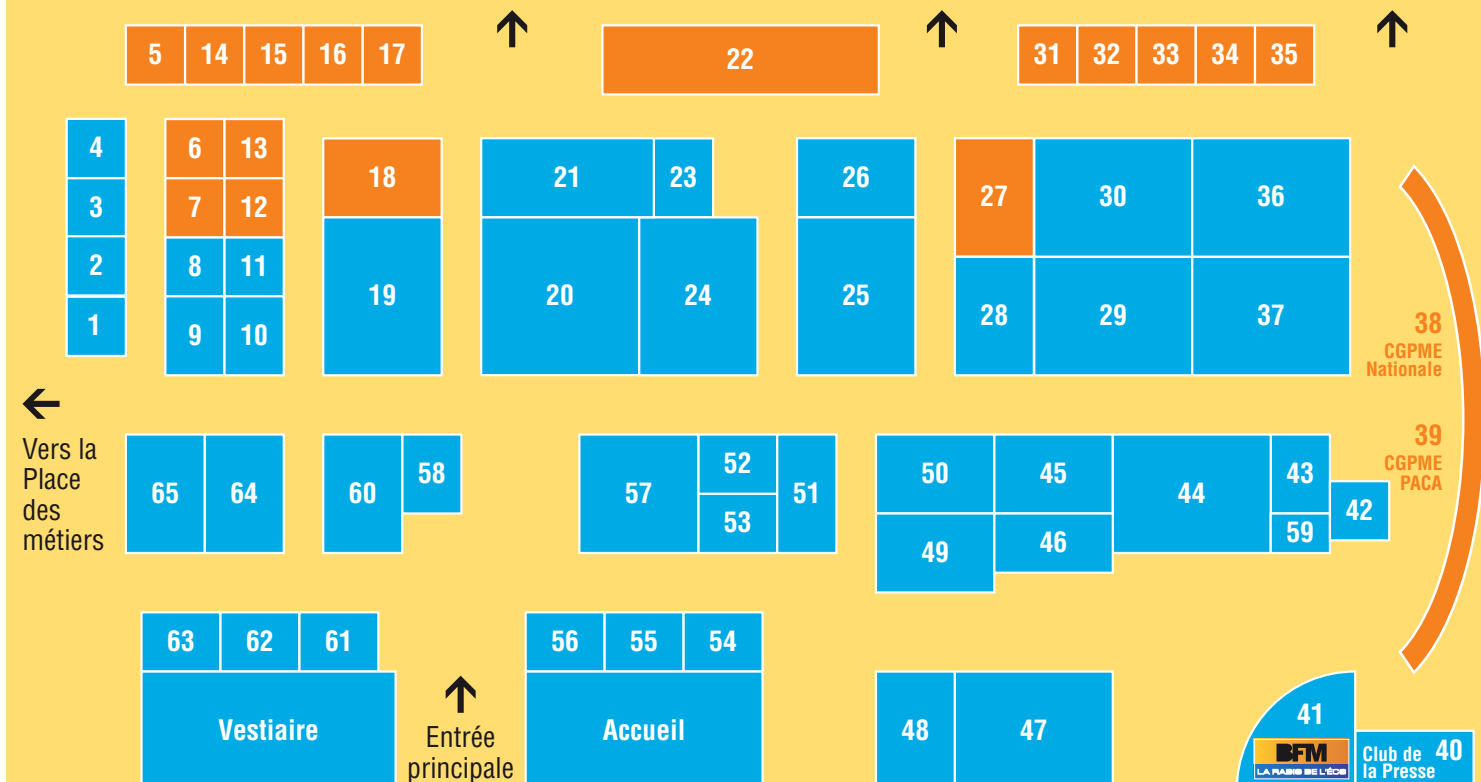 5 14 15 16 17
22
31 32 33 34 35
4
3
2
1
6 13
7 12
8 11
9 10
18
19
21 23
20 24
26
25
27 30 36
28 29 37
38
CGPME
Nationale
39
CGPME
PACA
Vers la
Place
des
métiers
65 64
60 58
57 52 51
53
50 45 44 43 42
49 46 59
63 62 61
Vestiaire
Entrée
principale
56 55 54
Accueil
48 47
41
BFM
LA RADIO DE L'ÉCO
Club de 40
la Presse